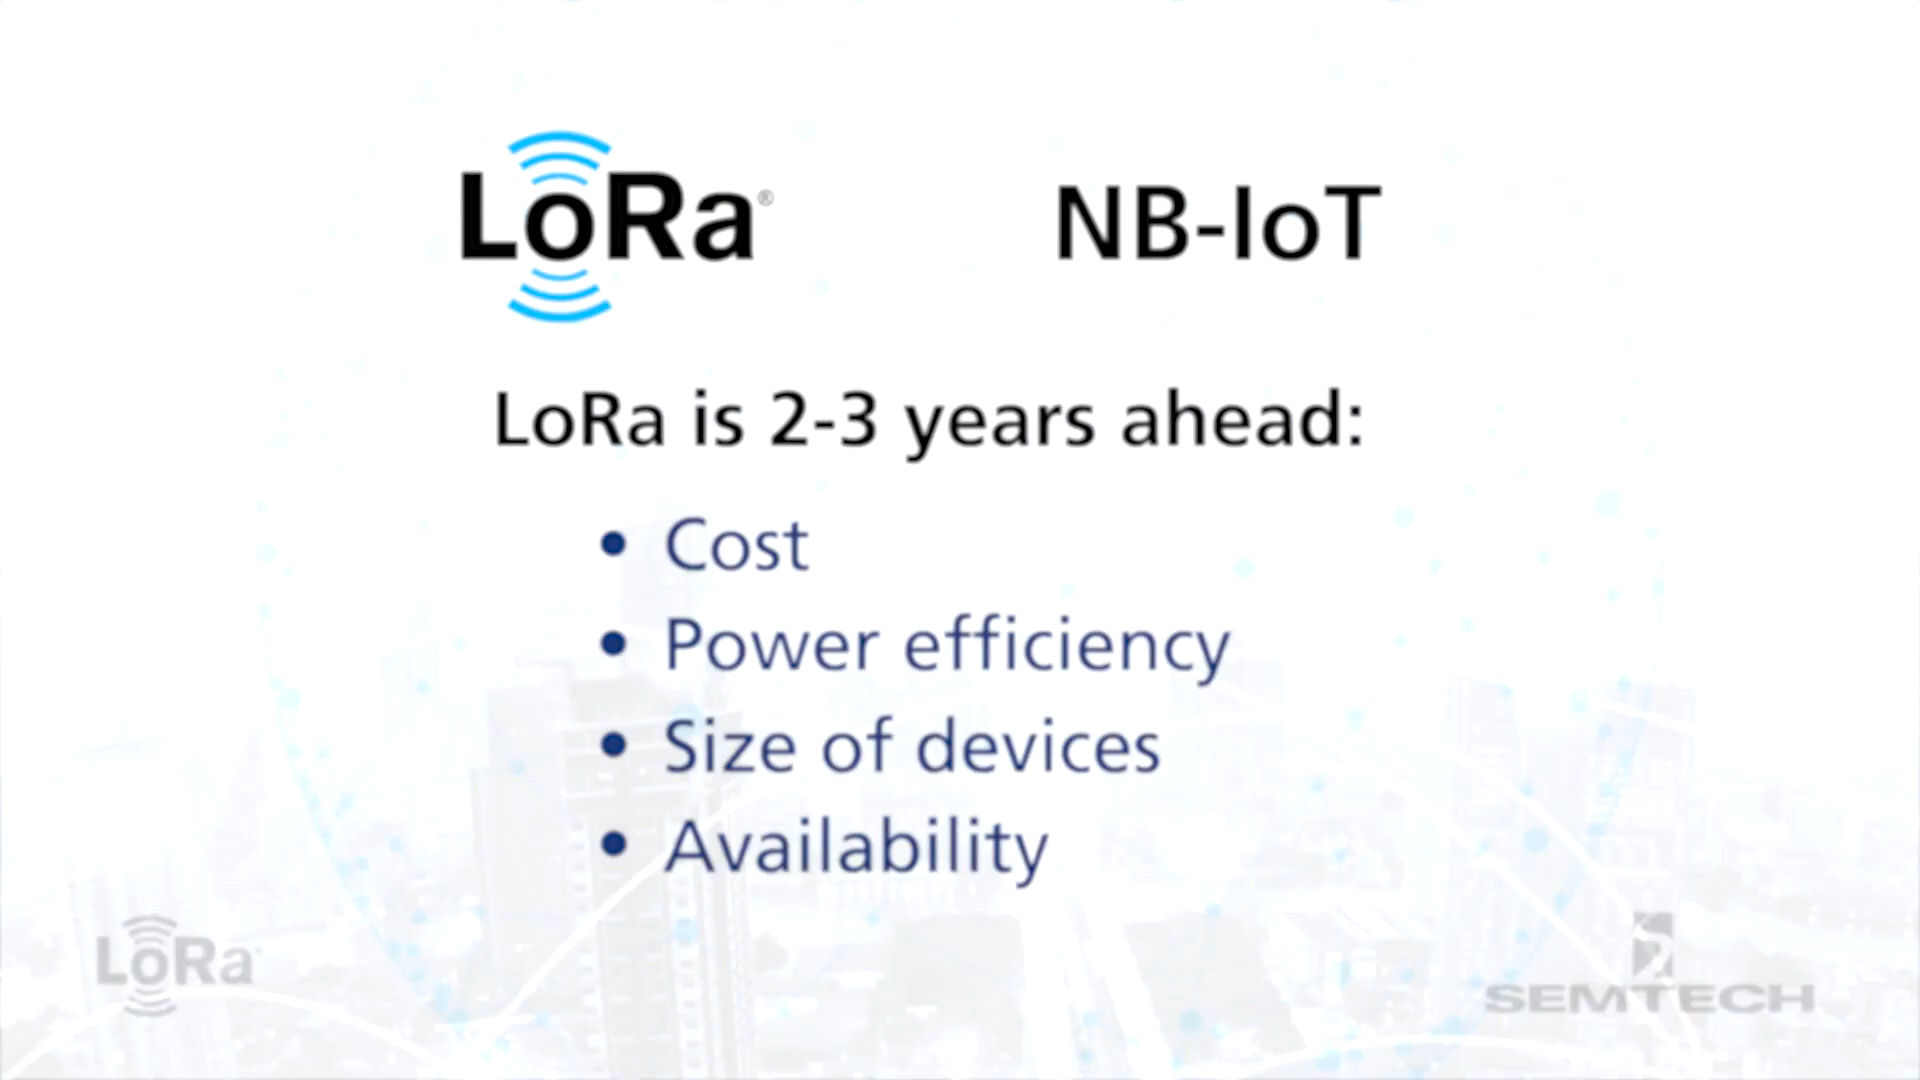 LoRa® NB-IoT
LoRa is 2-3 years ahead:
• Cost
• Power efficiency
• Size of devices
• Availability
LoRa
SEMTECH